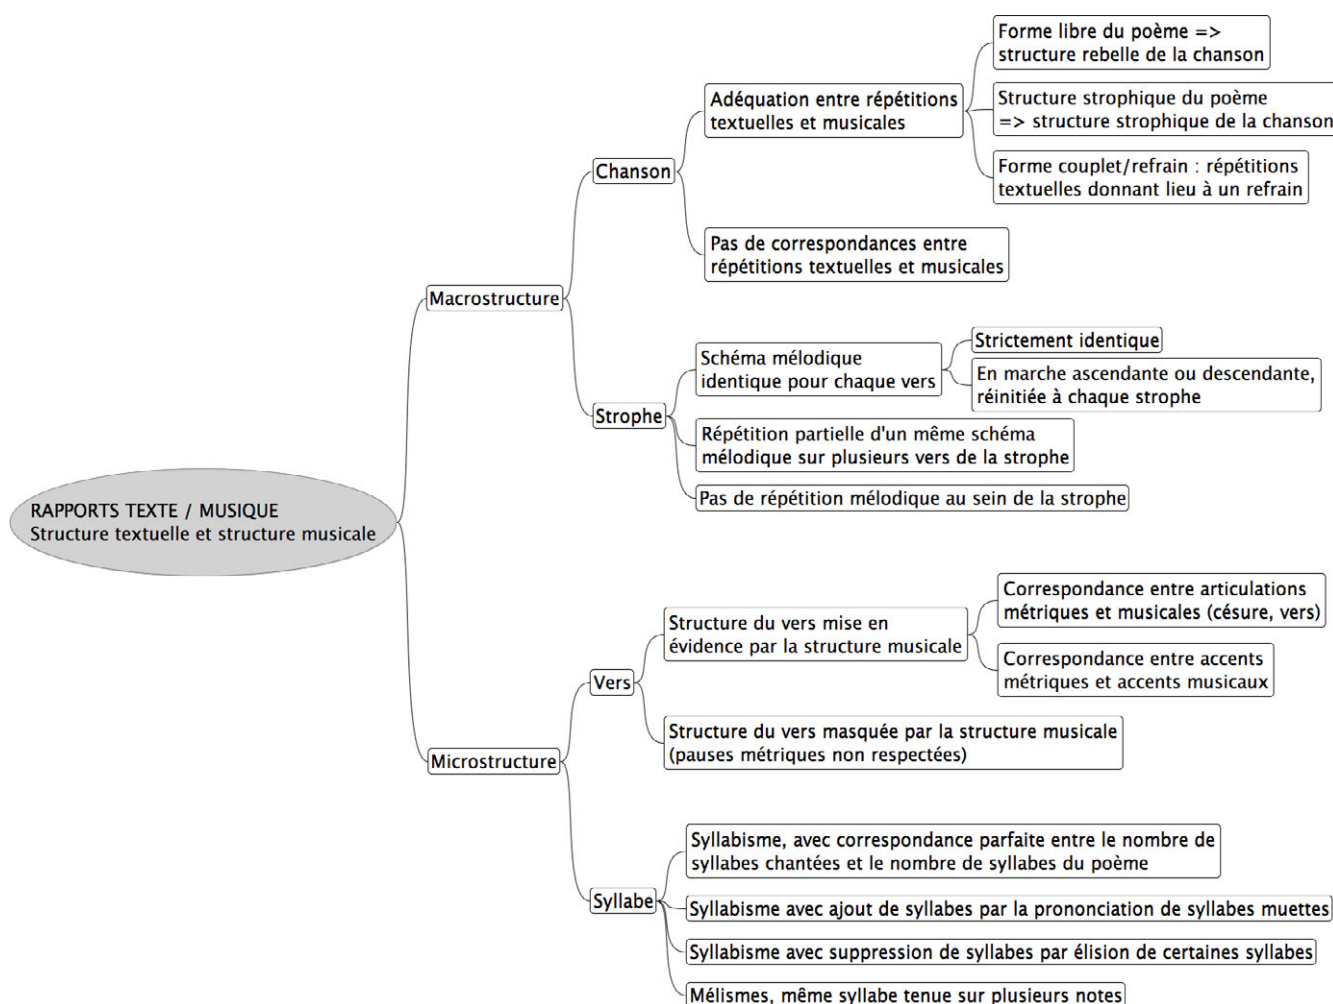 RAPPORTS TEXTE / MUSIQUE
Structure textuelle et structure musicale
Macrostructure
Chanson
Adéquation entre répétitions
textuelles et musicales
Forme libre du poème =>
structure rebelle de la chanson
Structure strophique du poème
=> structure strophique de la chanson
Forme couplet/refrain : répétitions
textuelles donnant lieu à un refrain
Pas de correspondances entre
répétitions textuelles et musicales
Strophe
Schéma mélodique
identique pour chaque vers
Strictement identique
En marche ascendante ou descendante,
réinitiée à chaque strophe
Répétition partielle d'un même schéma
mélodique sur plusieurs vers de la strophe
Pas de répétition mélodique au sein de la strophe
Microstructure
Vers
Structure du vers mise en
évidence par la structure musicale
Correspondance entre articulations
métriques et musicales (césure, vers)
Correspondance entre accents
métriques et accents musicaux
Structure du vers masquée par la structure musicale
(pauses métriques non respectées)
Syllabe
Syllabisme, avec correspondance parfaite entre le nombre de
syllabes chantées et le nombre de syllabes du poème
Syllabisme avec ajout de syllabes par la prononciation de syllabes muettes
Syllabisme avec suppression de syllabes par élision de certaines syllabes
Mélismes, même syllabe tenue sur plusieurs notes